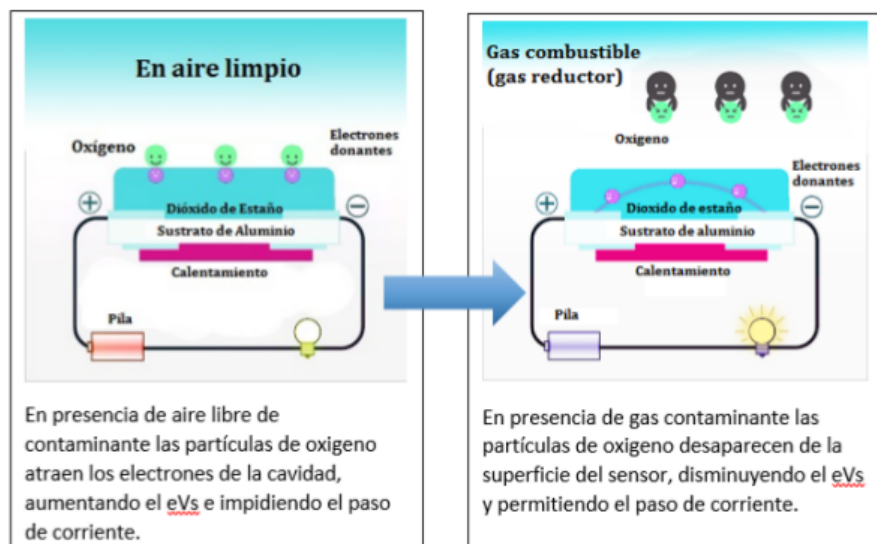 En aire limpio
Oxígeno
Electrones
donantes
Dióxido de Estaño
Sustrato de Aluminio
Calentamiento
Pila
En presencia de aire libre de
contaminante las partículas de oxigeno
atraen los electrones de la cavidad,
aumentando el eVs e impidiendo el paso
de corriente.
Gas combustible
(gas reductor)
Oxigeno
Electrones
donantes
Dioxido de estaño
Sustrato de aluminio
Calentamiento
Pila
En presencia de gas contaminante las
partículas de oxigeno desaparecen de la
superficie del sensor, disminuyendo el eVs
y permitiendo el paso de corriente.